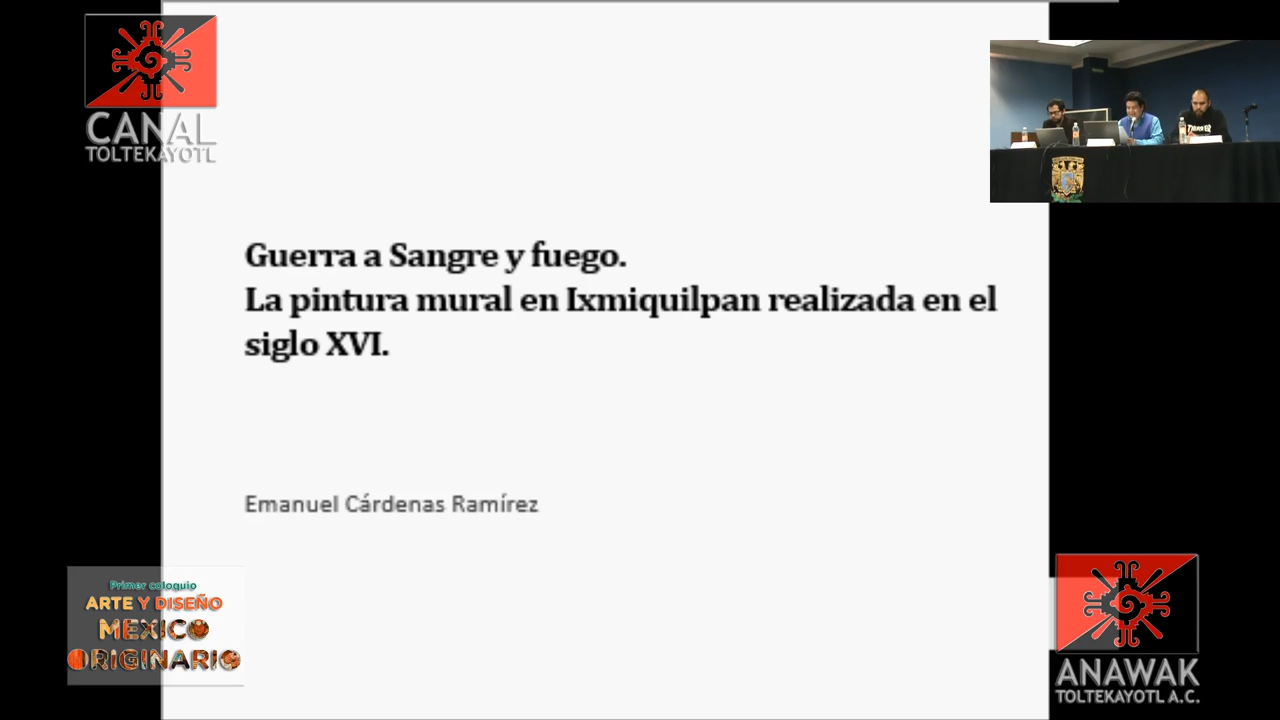 CANAL
TOLTEKAYOTL
Guerra a Sangre y fuego.
La pintura mural en Ixmiquilpan realizada en el
siglo XVI.
Emanuel Cárdenas Ramírez
Primer coloquio
ARTE Y DISEÑO
MEXICO
ORIGINARIO
ANAWAK
TOLTEKAYOTL A.C.